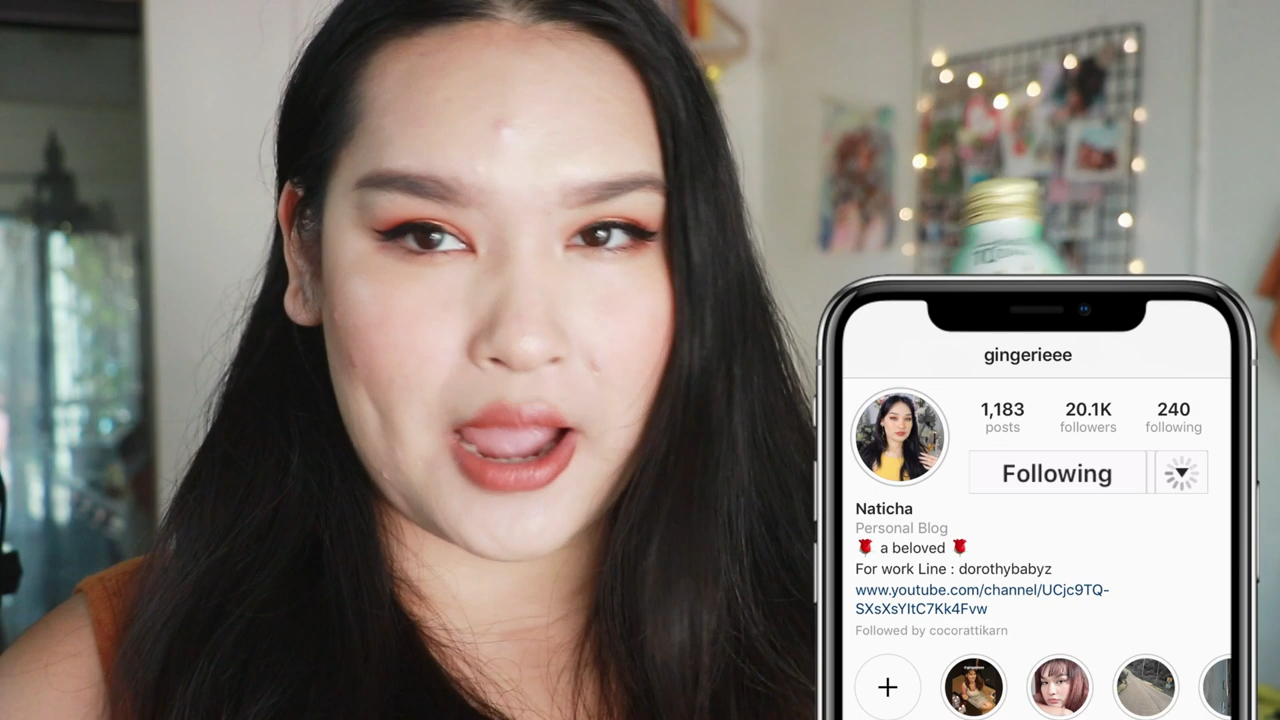 gingerieee
1,183 20.1K 240
posts followers following
Following
Naticha
Personal Blog
🌹 a beloved 🌹
For work Line : dorothybabyz
www.youtube.com/channel/UCjc9TQ-
SXsXsYItC7Kk4Fvw
Followed by cocorattikarn